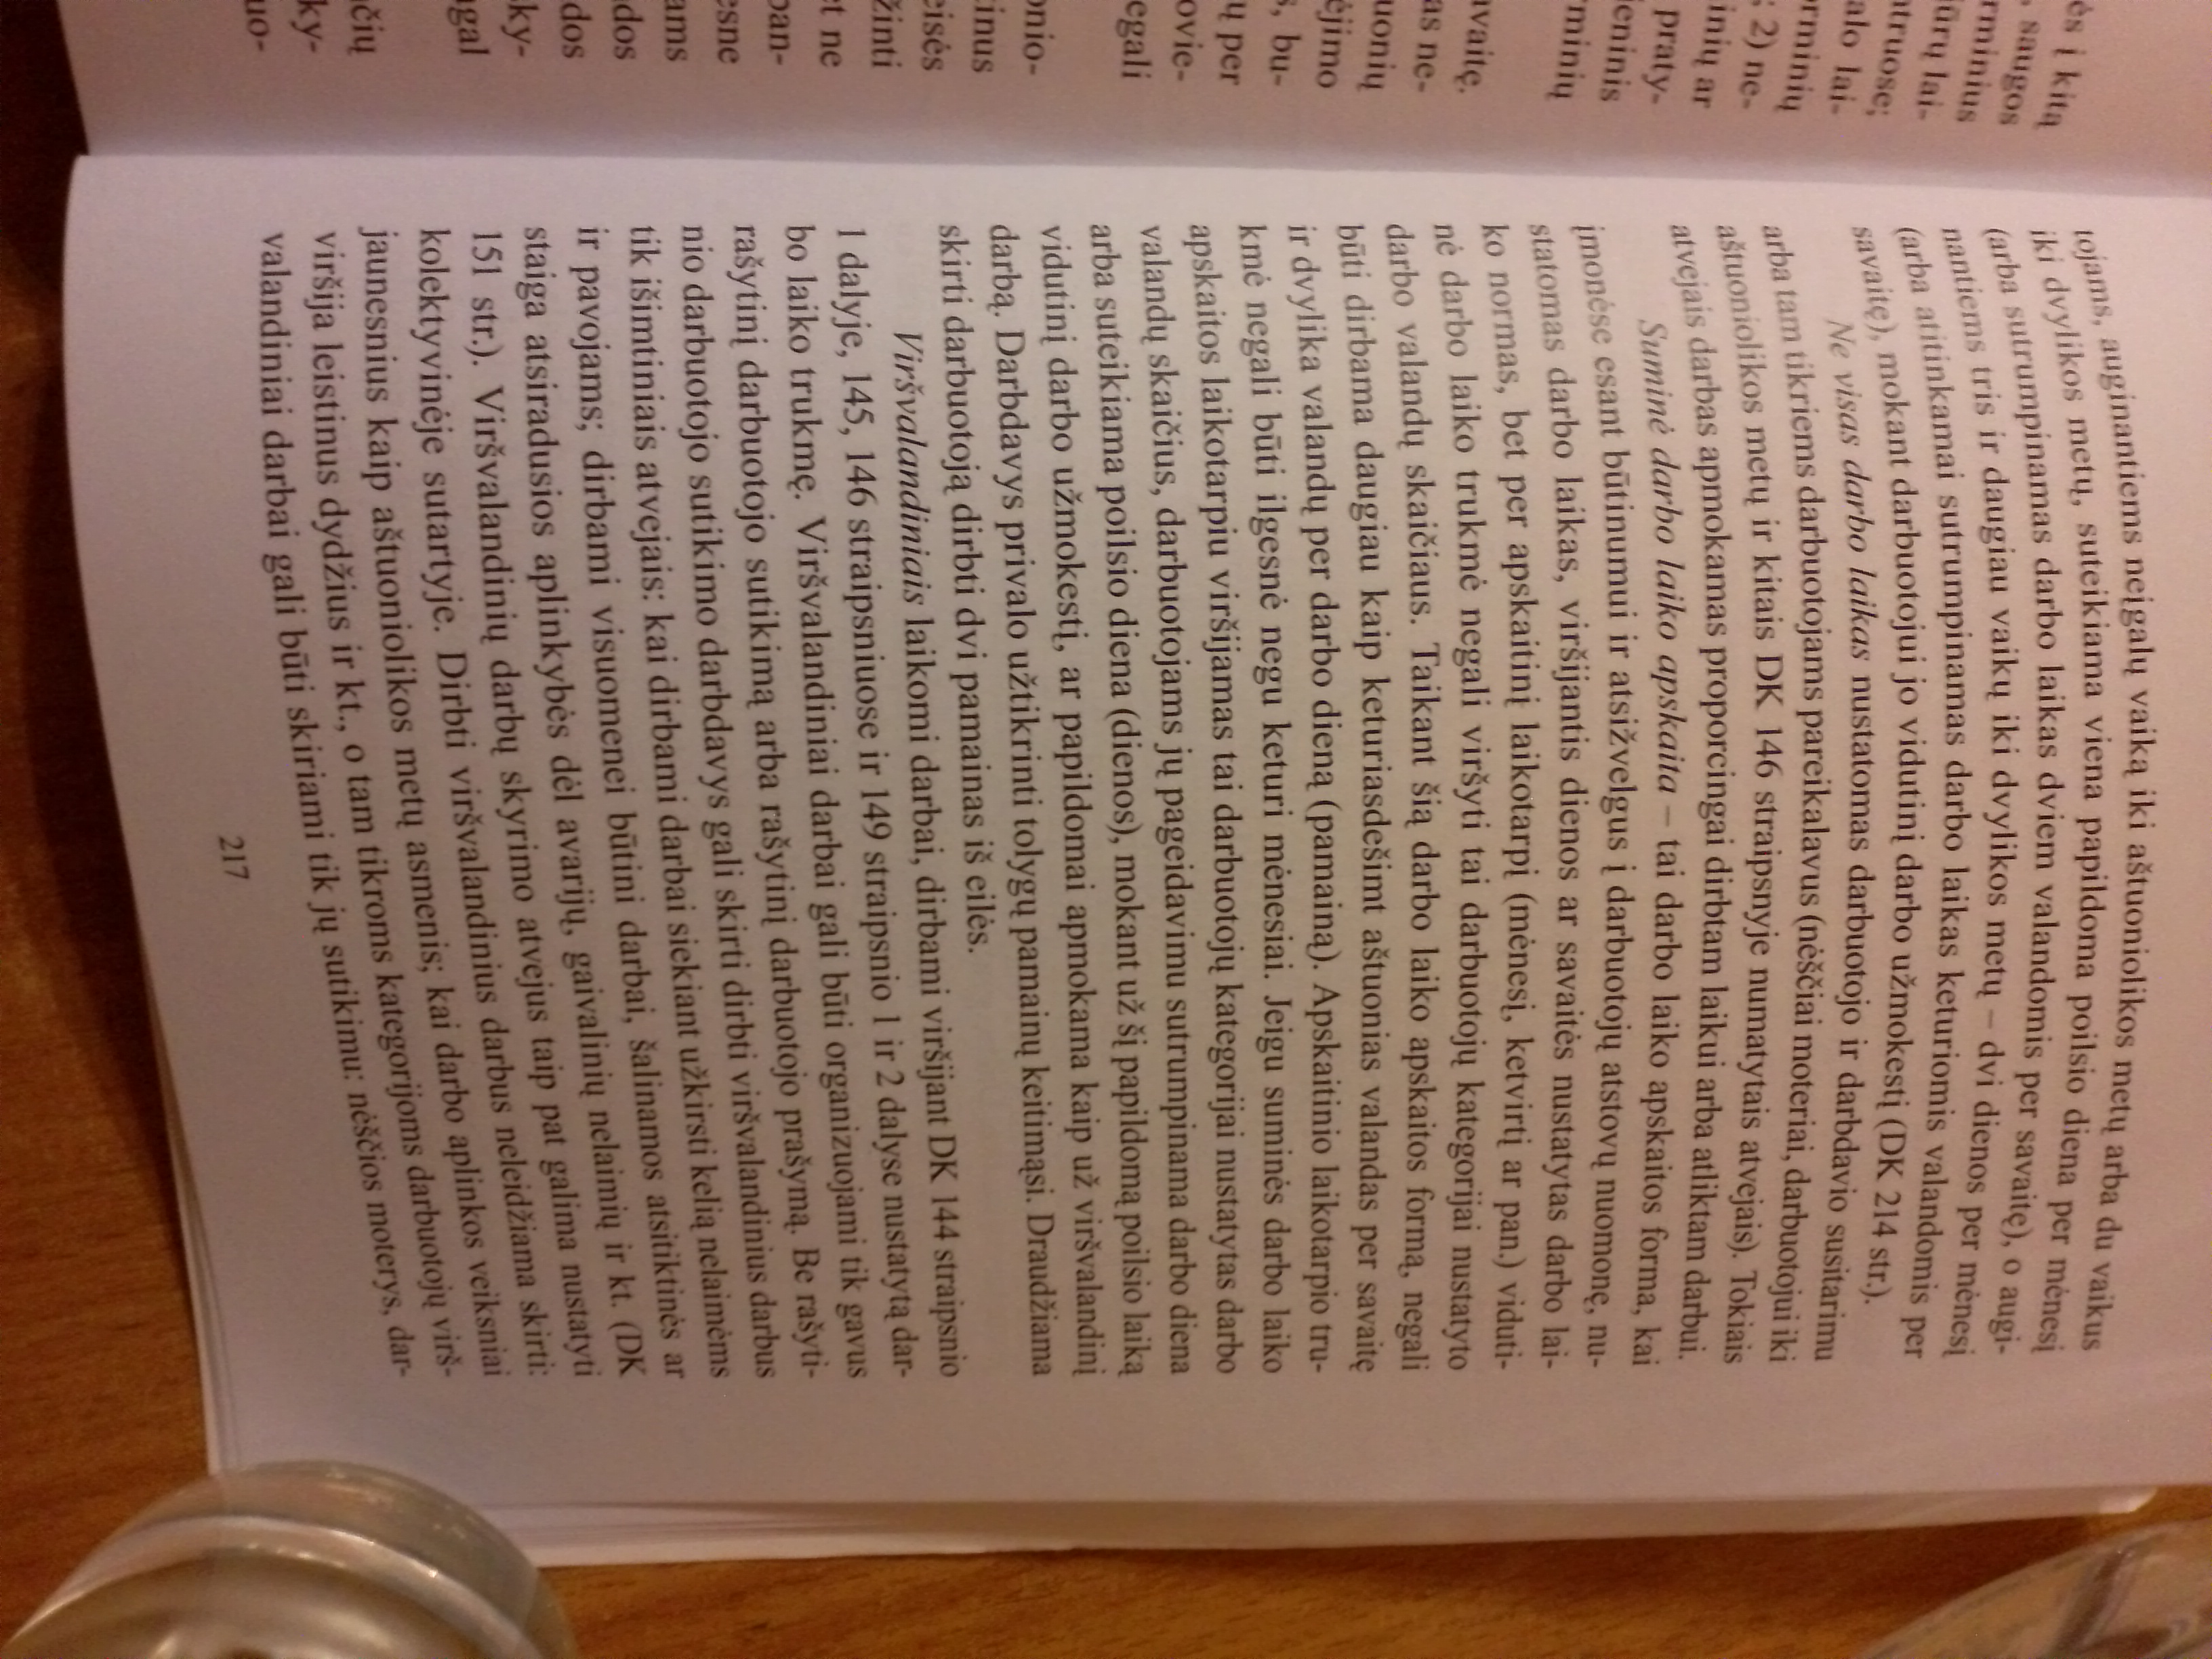 tojams, auginantiems neįgalų vaiką iki aštuoniolikos metų arba du vaikus
iki dvylikos metų, suteikiama viena papildoma poilsio diena per mėnesį
(arba sutrumpinamas darbo laikas dviem valandomis per savaitę), o augi-
nantiems tris ir daugiau vaikų iki dvylikos metų – dvi dienos per mėnesį
(arba atitinkamai sutrumpinamas darbo laikas keturiomis valandomis per
savaitę), mokant darbuotojui jo vidutinį darbo užmokestį (DK 214 str.).
Ne visas darbo laikas nustatomas darbuotojo ir darbdavio susitarimu
arba tam tikriems darbuotojams pareikalavus (nėščiai moteriai, darbuotojui iki
aštuoniolikos metų ir kitais DK 146 straipsnyje numatytais atvejais). Tokiais
atvejais darbas apmokamas proporcingai dirbtam laikui arba atliktam darbui.
Suminė darbo laiko apskaita – tai darbo laiko apskaitos forma, kai
įmonėse esant būtinumui ir atsižvelgus į darbuotojų atstovų nuomonę, nu-
statomas darbo laikas, viršijantis dienos ar savaitės nustatytas darbo lai-
ko normas, bet per apskaitinį laikotarpį (mėnesį, ketvirtį ar pan.) viduti-
nė darbo laiko trukmė negali viršyti tai darbuotojų kategorijai nustatyto
darbo valandų skaičiaus. Taikant šią darbo laiko apskaitos formą, negali
būti dirbama daugiau kaip keturiasdešimt aštuonias valandas per savaitę
ir dvylika valandų per darbo dieną (pamainą). Apskaitinio laikotarpio tru-
kmė negali būti ilgesnė negu keturi mėnesiai. Jeigu suminės darbo laiko
apskaitos laikotarpiu viršijamas tai darbuotojų kategorijai nustatytas darbo
valandų skaičius, darbuotojams jų pageidavimu sutrumpinama darbo diena
arba suteikiama poilsio diena (dienos), mokant už šį papildomą poilsio laiką
vidutinį darbo užmokestį, ar papildomai apmokama kaip už viršvalandinį
darbą. Darbdavys privalo užtikrinti tolygų pamainų keitimąsi. Draudžiama
skirti darbuotoją dirbti dvi pamainas iš eilės.
Viršvalandiniais laikomi darbai, dirbami viršijant DK 144 straipsnio
1 dalyje, 145, 146 straipsniuose ir 149 straipsnio 1 ir 2 dalyse nustatytą dar-
bo laiko trukmę. Viršvalandiniai darbai gali būti organizuojami tik gavus
rašytinį darbuotojo sutikimą arba rašytinį darbuotojo prašymą. Be rašyti-
nio darbuotojo sutikimo darbdavys gali skirti dirbti viršvalandinius darbus
tik išimtiniais atvejais: kai dirbami darbai siekiant užkirsti kelią nelaimėms
ir pavojams; dirbami visuomenei būtini darbai, šalinamos atsitiktinės ar
staiga atsiradusios aplinkybės dėl avarijų, gaivalinių nelaimių ir kt. (DK
151 str.). Viršvalandinių darbų skyrimo atvejus taip pat galima nustatyti
kolektyvinėje sutartyje. Dirbti viršvalandinius darbus neleidžiama skirti:
jaunesnius kaip aštuoniolikos metų asmenis; kai darbo aplinkos veiksniai
viršija leistinus dydžius ir kt., o tam tikroms kategorijoms darbuotojų virš-
valandiniai darbai gali būti skiriami tik jų sutikimu: nėščios moterys, dar-
217